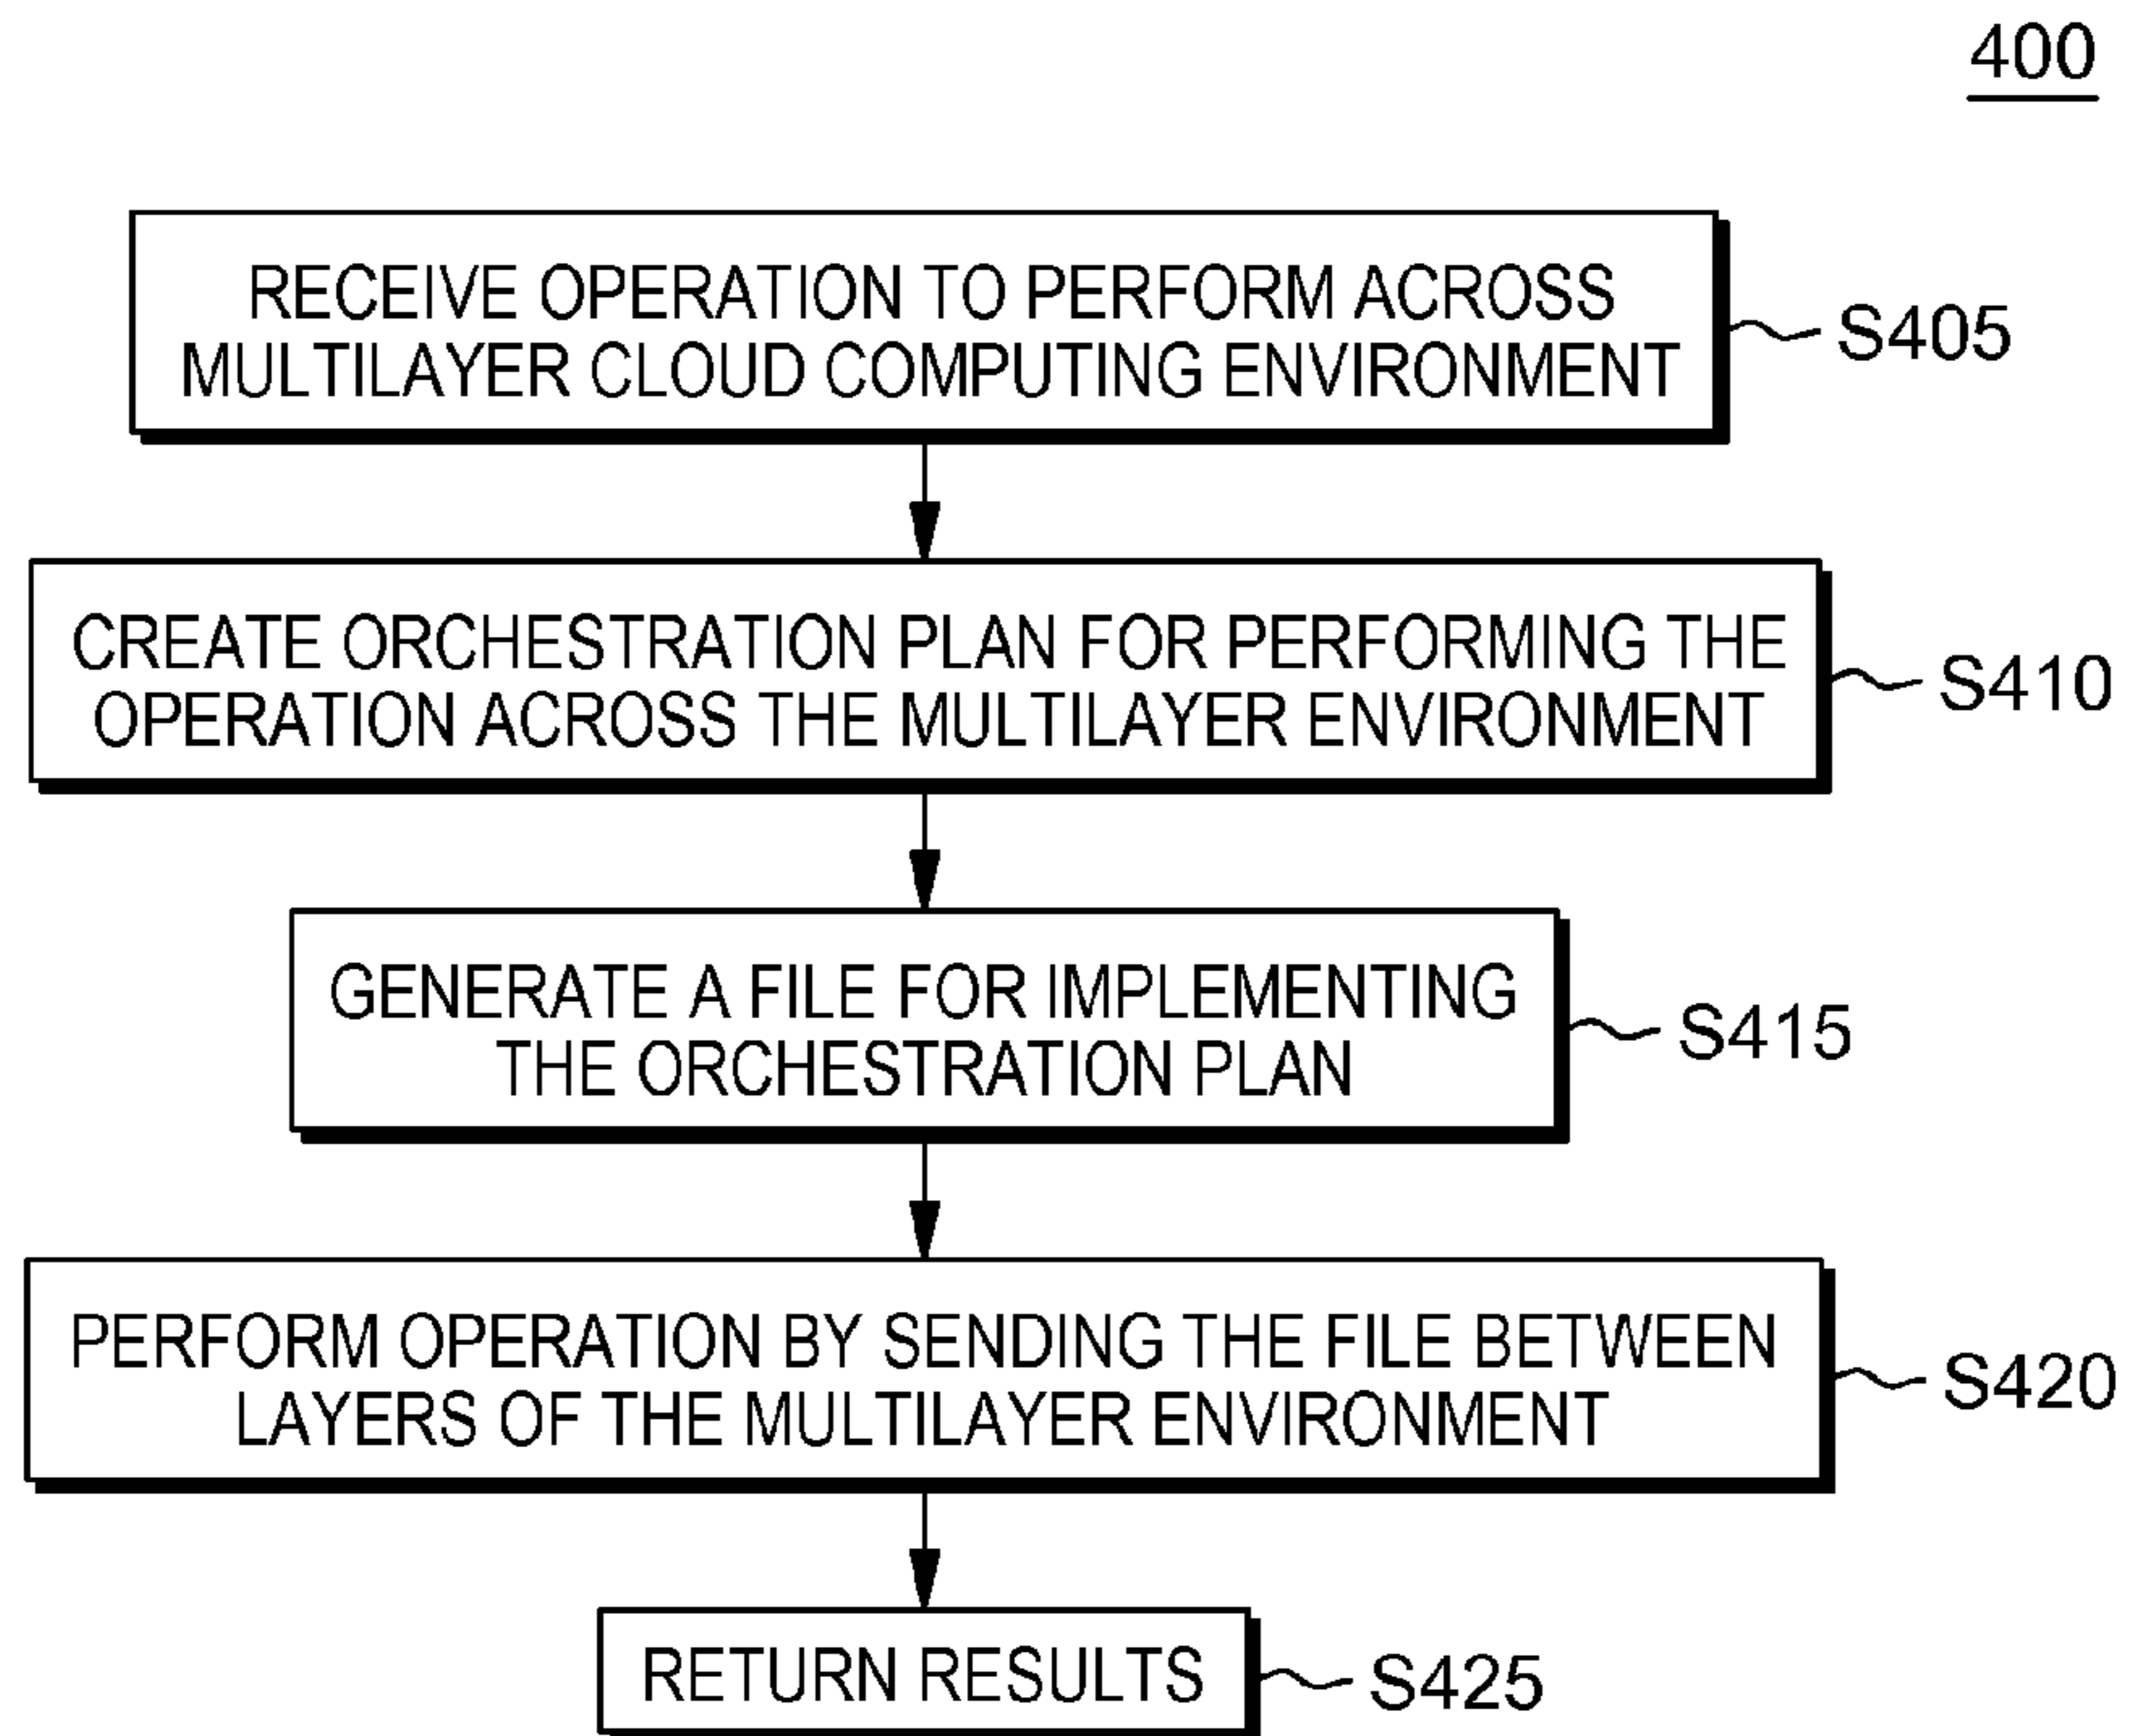 400
RECEIVE OPERATION TO PERFORM ACROSS
MULTILAYER CLOUD COMPUTING ENVIRONMENT
S405
CREATE ORCHESTRATION PLAN FOR PERFORMING THE
OPERATION ACROSS THE MULTILAYER ENVIRONMENT
S410
GENERATE A FILE FOR IMPLEMENTING
THE ORCHESTRATION PLAN
S415
PERFORM OPERATION BY SENDING THE FILE BETWEEN
LAYERS OF THE MULTILAYER ENVIRONMENT
S420
RETURN RESULTS
S425